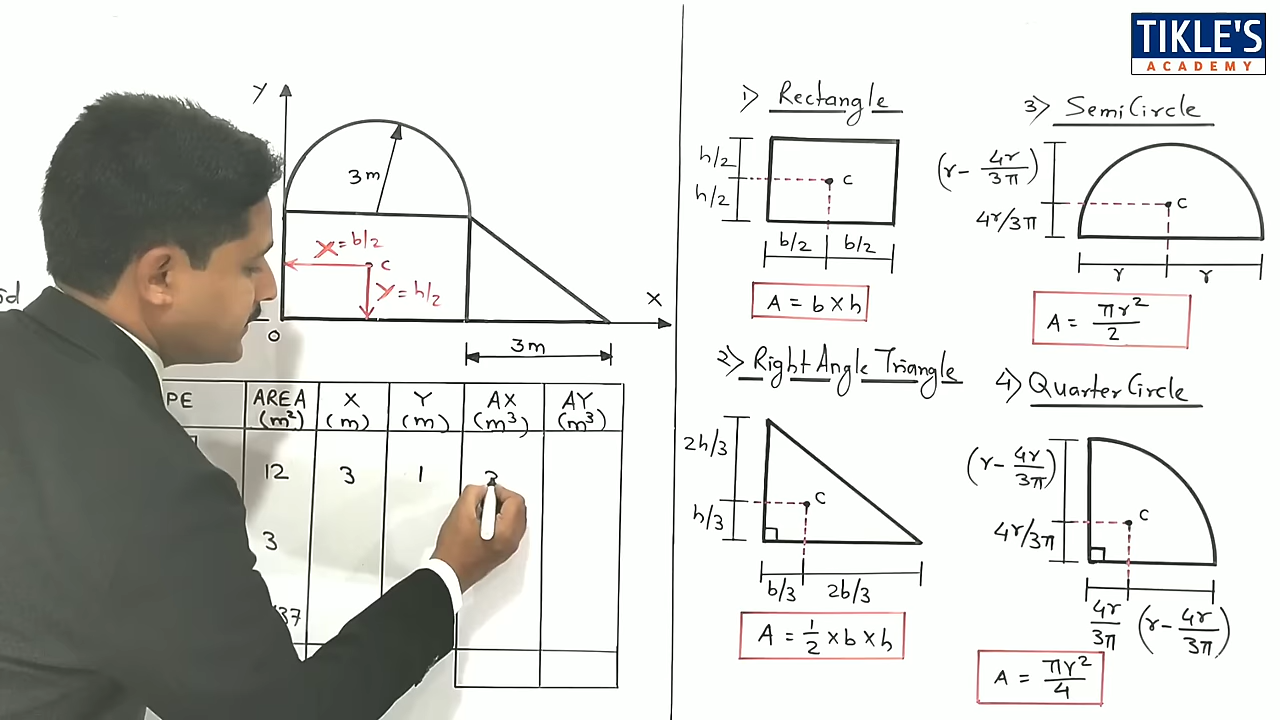 TIKLE'S
ACADEMY
Y
3m
X = b/2
C
Y = h/2
X
O
3m
PE
AREA
(m²)
X
(m)
Y
(m)
AX
(m³)
AY
(m³)
12
3
1
3
37
1) Rectangle
h/2
h/2
C
b/2
b/2
A = b x h
2) Right Angle Triangle
2h/3
h/3
C
b/3
2b/3
A = 1/2 x b x h
3) SemiCircle
(r - 4r/3π)
4r/3π
C
r
r
A = πr²/2
4) Quarter Circle
(r - 4r/3π)
4r/3π
C
4r/3π
(r - 4r/3π)
A = πr²/4